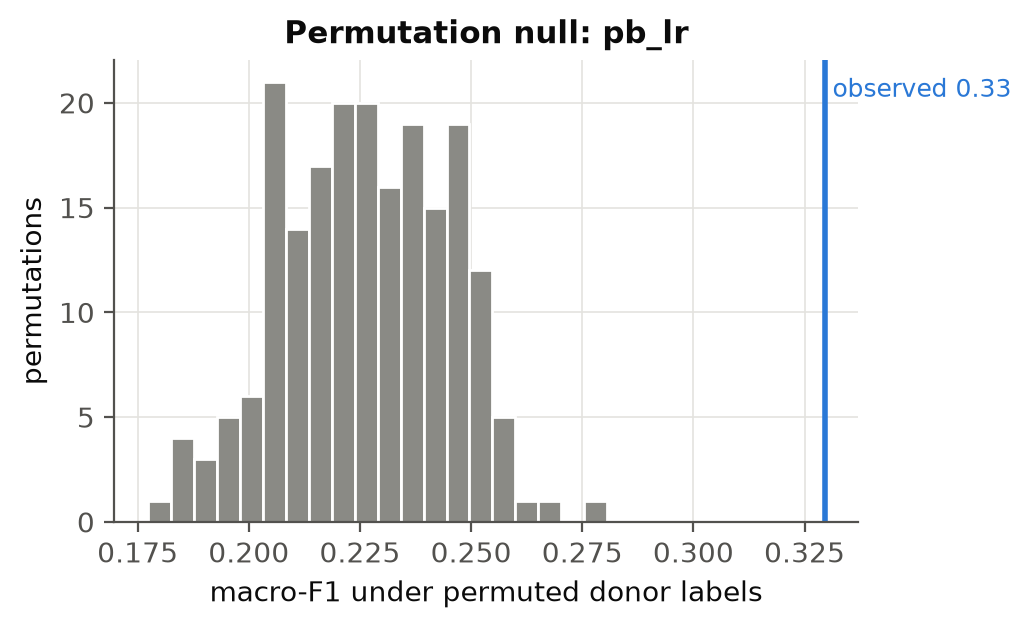 Permutation null: pb_lr
observed 0.33
20
15
10
5
0
permutations
0.175 0.200 0.225 0.250 0.275 0.300 0.325
macro-F1 under permuted donor labels